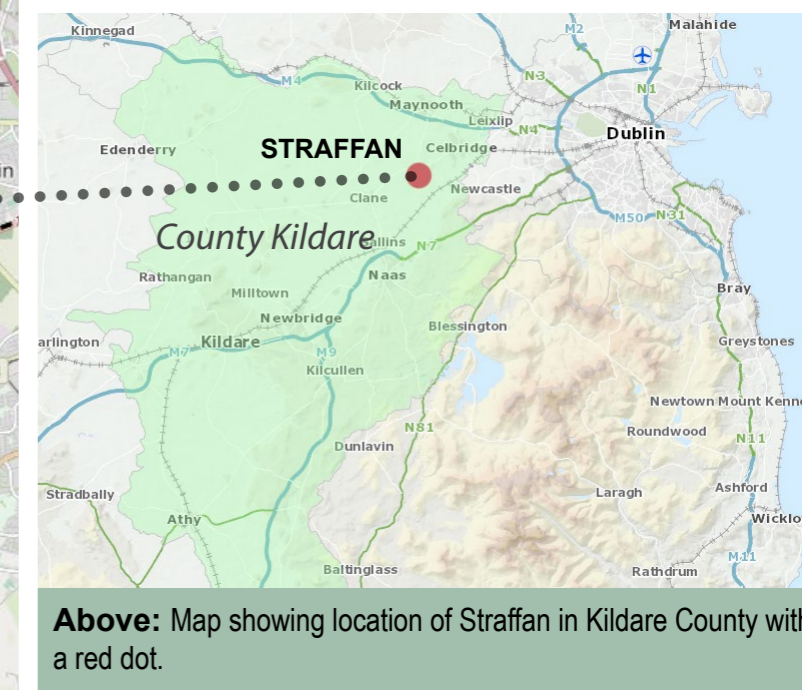 Kinnegad
M2
Malahide
M4
Kilcock
N3
N1
Maynooth
Leixlip
N4
Dublin
Edenderry
STRAFFAN
Celbridge
in
Clane
Newcastle
M50
N31
County Kildare
Sallins
N7
Rathangan
Naas
Milltown
Bray
Newbridge
Blessington
arlington
M7
Kildare
M9
Greystones
Kilcullen
Newtown Mount Kenne
N81
Roundwood
N11
Dunlavin
Stradbally
Laragh
Ashford
Athy
Wicklo
M11
Baltinglass
Rathdrum
Above: Map showing location of Straffan in Kildare County with
a red dot.